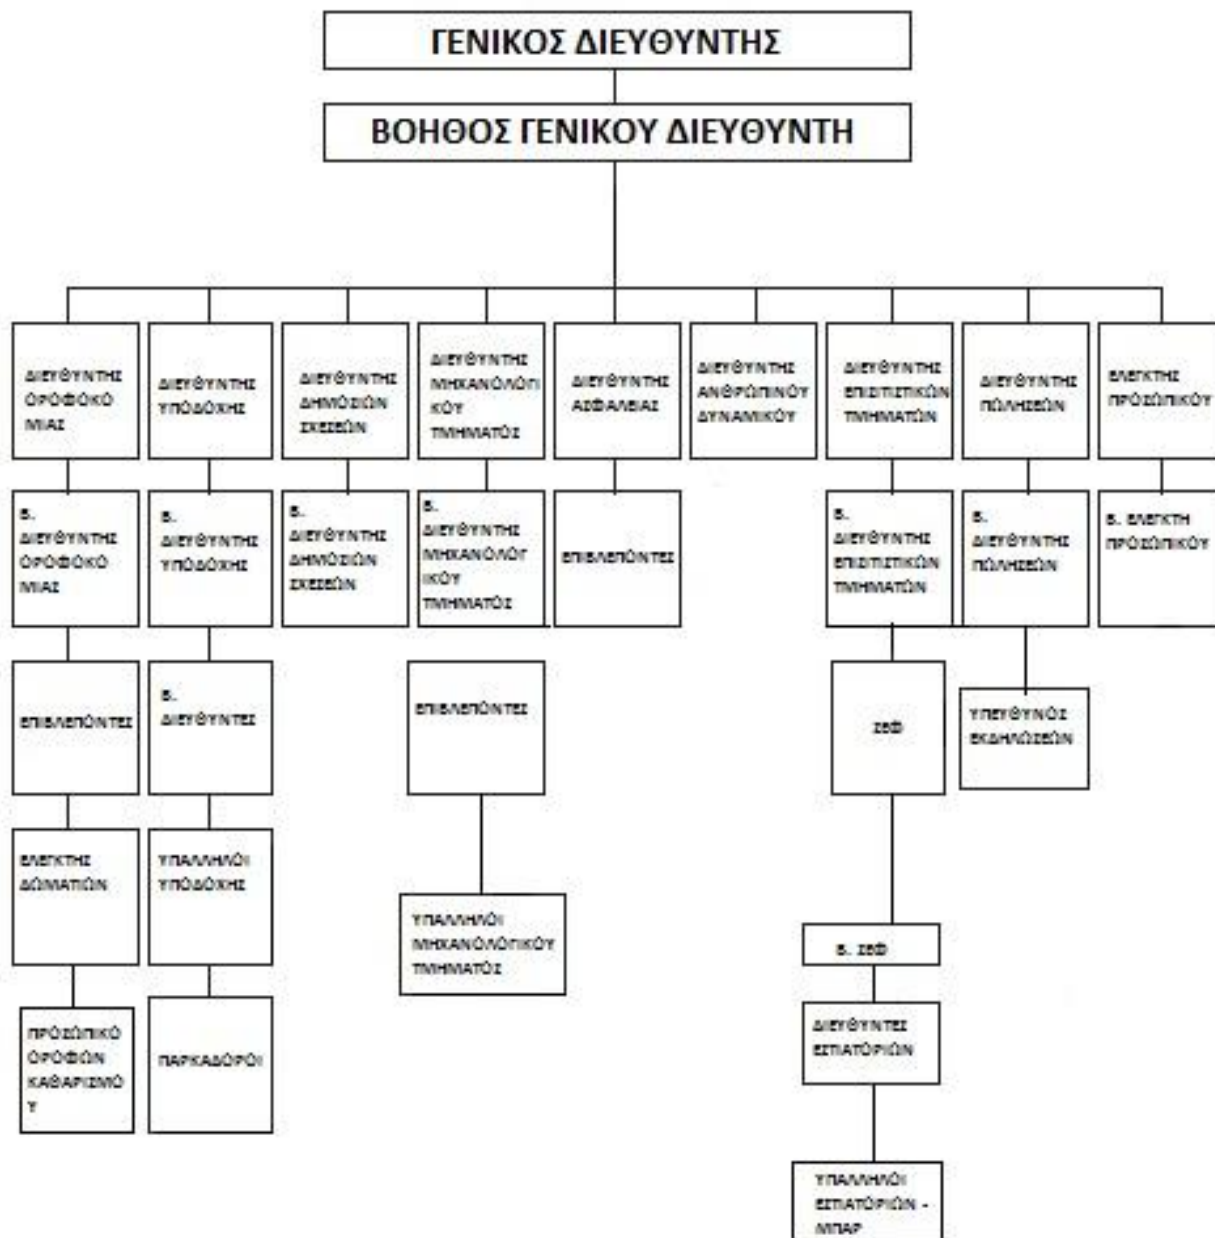 ΓΕΝΙΚΟΣ ΔΙΕΥΘΥΝΤΗΣ
ΒΟΗΘΟΣ ΓΕΝΙΚΟΥ ΔΙΕΥΘΥΝΤΗ
ΔΙΕΥΘΥΝΤΗΣ
ΟΡΟΦΟΚΟ
ΜΙΑΣ
ΔΙΕΥΘΥΝΤΗΣ
ΥΠΟΔΟΧΗΣ
ΔΙΕΥΘΥΝΤΗΣ
ΔΗΜΟΣΙΩΝ
ΣΧΕΣΕΩΝ
ΔΙΕΥΘΥΝΤΗΣ
ΜΗΧΑΝΟΛΟΓΙ
ΚΟΥ
ΤΜΗΜΑΤΟΣ
ΔΙΕΥΘΥΝΤΗΣ
ΑΣΦΑΛΕΙΑΣ
ΔΙΕΥΘΥΝΤΗΣ
ΑΝΘΡΩΠΙΝΟΥ
ΔΥΝΑΜΙΚΟΥ
ΔΙΕΥΘΥΝΤΗΣ
ΕΠΙΣΙΤΙΣΤΙΚΩΝ
ΤΜΗΜΑΤΩΝ
ΔΙΕΥΘΥΝΤΗΣ
ΠΩΛΗΣΕΩΝ
ΕΛΕΓΚΤΗΣ
ΠΡΟΣΩΠΙΚΟΥ
Β.
ΔΙΕΥΘΥΝΤΗΣ
ΟΡΟΦΟΚΟ
ΜΙΑΣ
Β.
ΔΙΕΥΘΥΝΤΗΣ
ΥΠΟΔΟΧΗΣ
Β.
ΔΙΕΥΘΥΝΤΗΣ
ΔΗΜΟΣΙΩΝ
ΣΧΕΣΕΩΝ
Β.
ΔΙΕΥΘΥΝΤΗΣ
ΜΗΧΑΝΟΛΟΓ
ΙΚΟΥ
ΤΜΗΜΑΤΟΣ
ΕΠΙΒΛΕΠΟΝΤΕΣ
Β.
ΔΙΕΥΘΥΝΤΗΣ
ΕΠΙΣΙΤΙΣΤΙΚΩΝ
ΤΜΗΜΑΤΩΝ
Β.
ΔΙΕΥΘΥΝΤΗΣ
ΠΩΛΗΣΕΩΝ
Β. ΕΛΕΓΚΤΗ
ΠΡΟΣΩΠΙΚΟΥ
ΕΠΙΒΛΕΠΟΝΤΕΣ
Β.
ΔΙΕΥΘΥΝΤΕΣ
ΕΠΙΒΛΕΠΟΝΤΕΣ
ΣΕΦ
ΥΠΕΥΘΥΝΟΣ
ΕΚΔΗΛΩΣΕΩΝ
ΕΛΕΓΚΤΗΣ
ΔΩΜΑΤΙΩΝ
ΥΠΑΛΛΗΛΟΙ
ΥΠΟΔΟΧΗΣ
ΥΠΑΛΛΗΛΟΙ
ΜΗΧΑΝΟΛΟΓΙΚΟΥ
ΤΜΗΜΑΤΟΣ
Β. ΣΕΦ
ΠΡΟΣΩΠΙΚΟ
ΟΡΟΦΩΝ
ΚΑΘΑΡΙΣΜΟ
Υ
ΠΑΡΚΑΔΟΡΟΙ
ΔΙΕΥΘΥΝΤΕΣ
ΕΣΤΙΑΤΟΡΙΩΝ
ΥΠΑΛΛΗΛΟΙ
ΕΣΤΙΑΤΟΡΙΩΝ -
ΜΠΑΡ